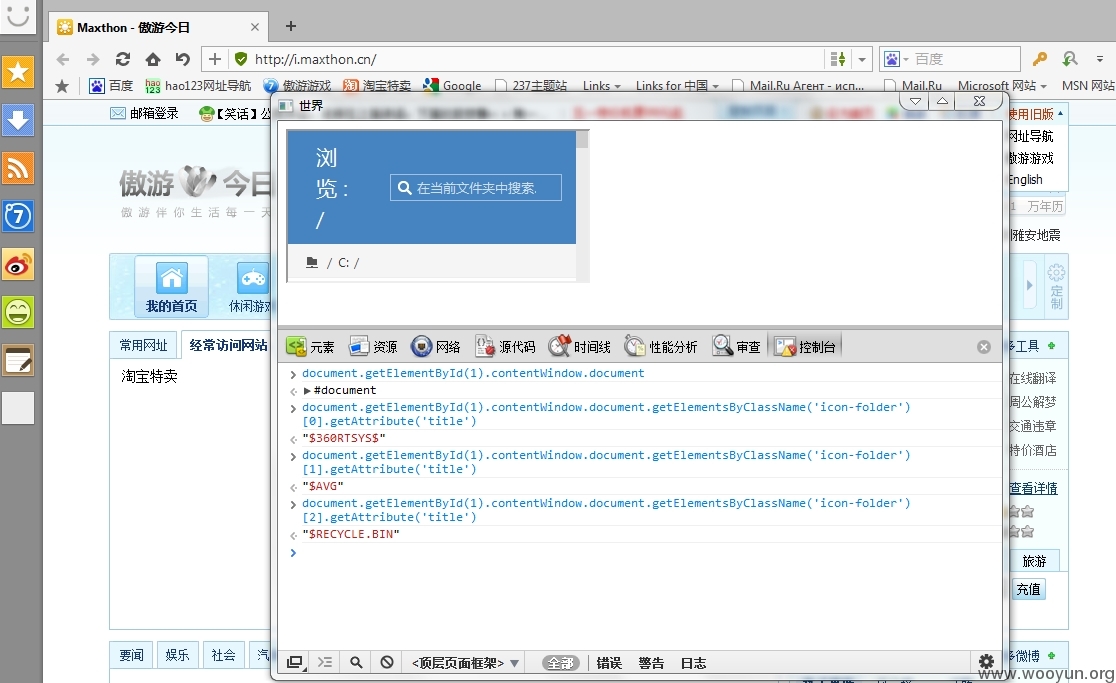 Maxthon - 傲游今日
http://i.maxthon.cn/
百度
百度
hao123网址导航
傲游游戏
淘宝特卖
Google
237主题站
Links
Links for 中国
Mail.Ru Агент - исп...
Mail.Ru
Microsoft 网站
MSN 网站
邮箱登录
【笑话】公
世界
使用旧版
网址导航
傲游游戏
English
傲游今日
傲游伴你生活每一天
1 万年历
雅安地震
浏
览：
/
在当前文件夹中搜索.
/ C: /
我的首页
休闲游戏
定制
常用网址
经常访问网站
淘宝特卖
工具
在线翻译
周公解梦
交通违章
特价酒店
查看详情
旅游
充值
元素
资源
网络
源代码
时间线
性能分析
审查
控制台
document.getElementById(1).contentWindow.document
#document
document.getElementById(1).contentWindow.document.getElementsByClassName('icon-folder')
[0].getAttribute('title')
"$360RTSYS$"
document.getElementById(1).contentWindow.document.getElementsByClassName('icon-folder')
[1].getAttribute('title')
"$AVG"
document.getElementById(1).contentWindow.document.getElementsByClassName('icon-folder')
[2].getAttribute('title')
"$RECYCLE.BIN"
要闻
娱乐
社会
汽
多微博
<顶层页面框架>
全部
错误
警告
日志
www.wooyun.org